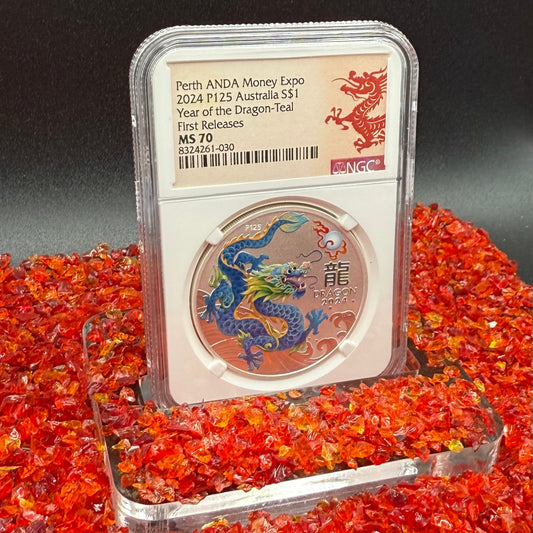 Perth ANDA Money Expo
2024 P125 Australia S$1
Year of the Dragon-Teal
First Releases
MS 70
8324261-030
NGC®
P125
龍
DRAGON
2024